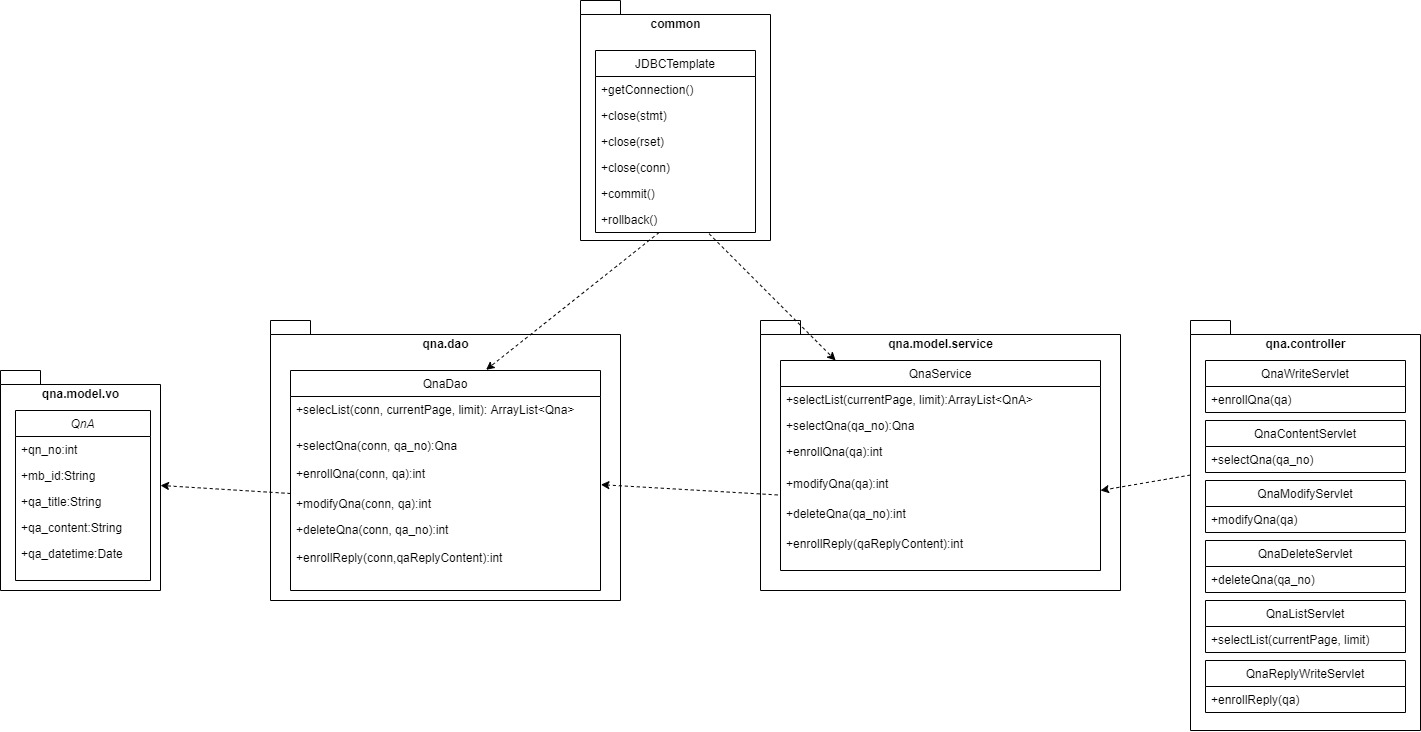 common
JDBCTemplate
+getConnection()
+close(stmt)
+close(rset)
+close(conn)
+commit()
+rollback()
qna.model.vo
QnA
+qn_no:int
+mb_id:String
+qa_title:String
+qa_content:String
+qa_datetime:Date
qna.dao
QnaDao
+selecList(conn, currentPage, limit): ArrayList<Qna>
+selectQna(conn, qa_no):Qna
+enrollQna(conn, qa):int
+modifyQna(conn, qa):int
+deleteQna(conn, qa_no):int
+enrollReply(conn,qaReplyContent):int
qna.model.service
QnaService
+selectList(currentPage, limit):ArrayList<QnA>
+selectQna(qa_no):Qna
+enrollQna(qa):int
+modifyQna(qa):int
+deleteQna(qa_no):int
+enrollReply(qaReplyContent):int
qna.controller
QnaWriteServlet
+enrollQna(qa)
QnaContentServlet
+selectQna(qa_no)
QnaModifyServlet
+modifyQna(qa)
QnaDeleteServlet
+deleteQna(qa_no)
QnaListServlet
+selectList(currentPage, limit)
QnaReplyWriteServlet
+enrollReply(qa)